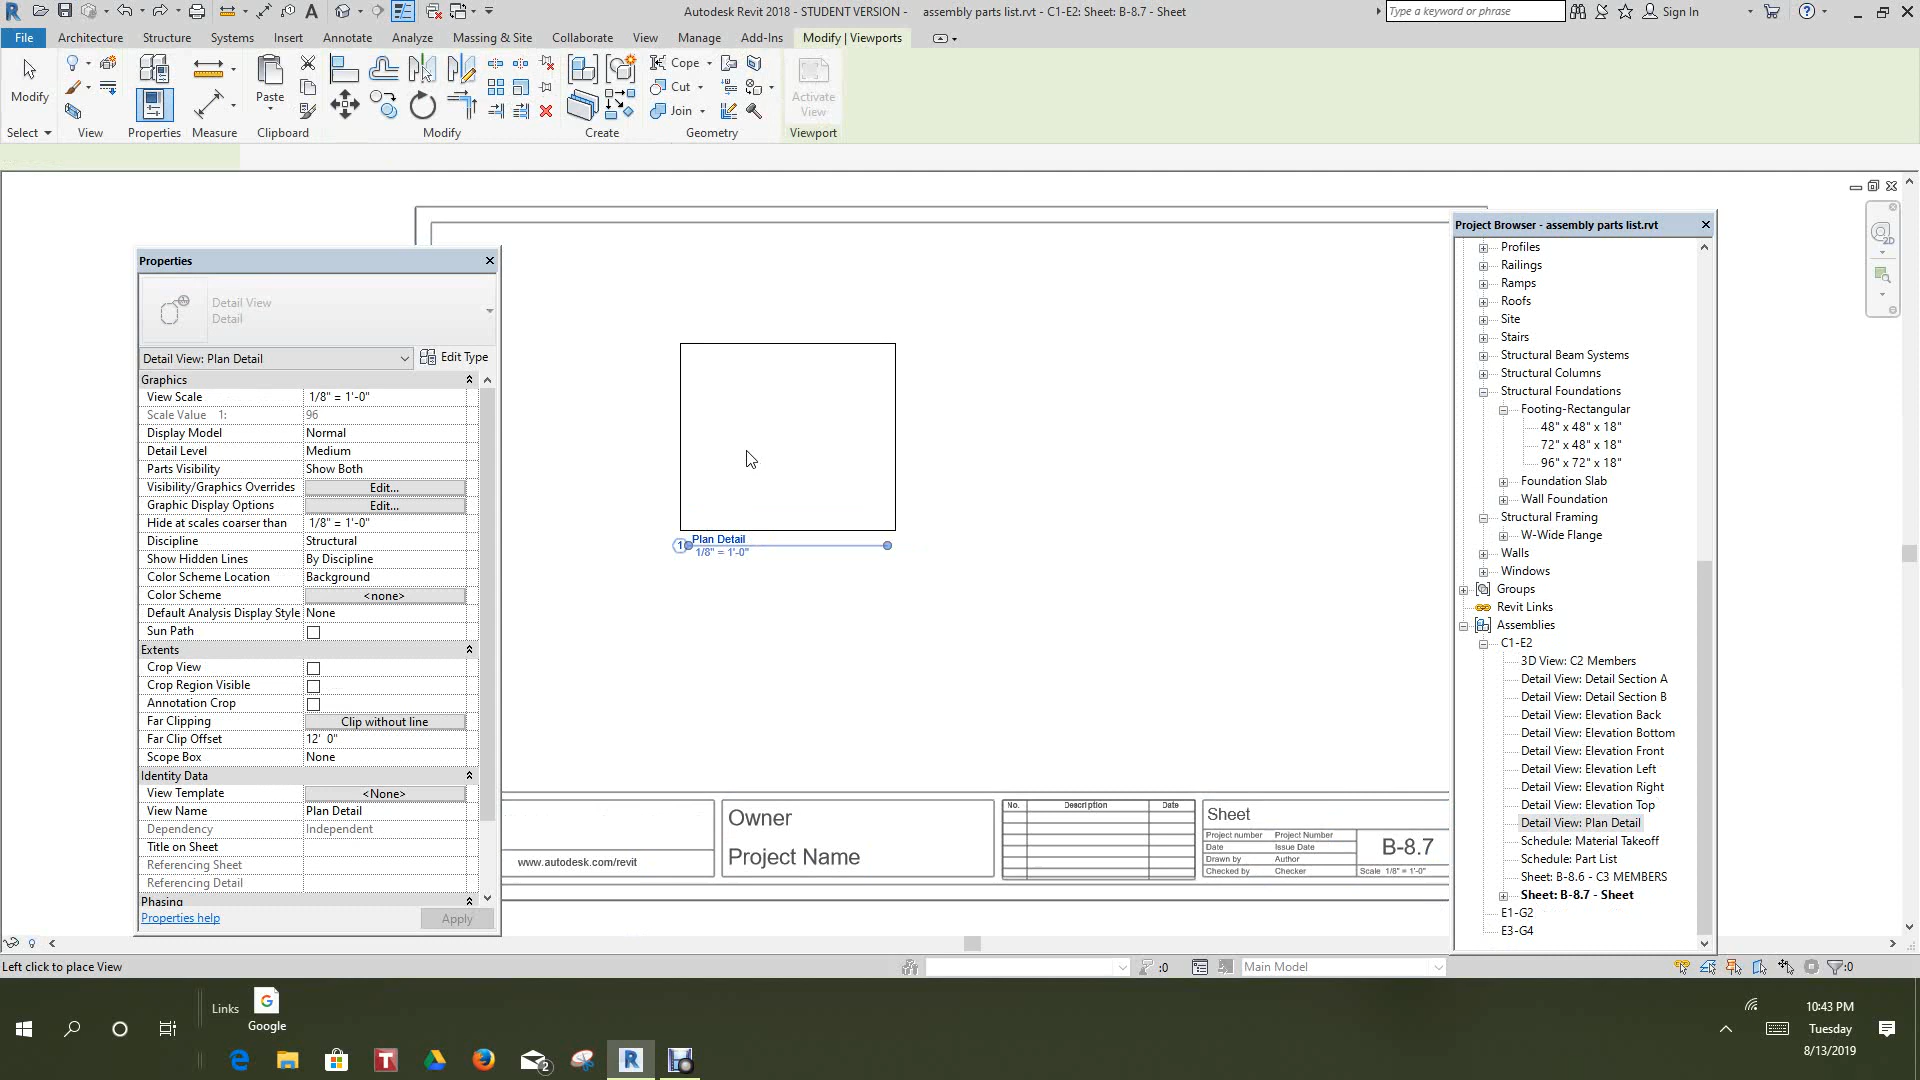 Autodesk Revit 2018 - STUDENT VERSION - assembly parts list.rvt - C1-E2: Sheet: B-8.7 - Sheet
Type a keyword or phrase
Sign In
File Architecture Structure Systems Insert Annotate Analyze Massing & Site Collaborate View Manage Add-Ins Modify | Viewports
Modify
Paste
Cope
Cut
Join
Activate View
Select View Properties Measure Clipboard Modify Create Geometry Viewport
Properties
Detail View
Detail
Detail View: Plan Detail
Edit Type
Graphics
View Scale 1/8" = 1'-0"
Scale Value 1: 96
Display Model Normal
Detail Level Medium
Parts Visibility Show Both
Visibility/Graphics Overrides Edit...
Graphic Display Options Edit...
Hide at scales coarser than 1/8" = 1'-0"
Discipline Structural
Show Hidden Lines By Discipline
Color Scheme Location Background
Color Scheme <none>
Default Analysis Display Style None
Sun Path
Extents
Crop View
Crop Region Visible
Annotation Crop
Far Clipping Clip without line
Far Clip Offset 12' 0"
Scope Box None
Identity Data
View Template <None>
View Name Plan Detail
Dependency Independent
Title on Sheet
Referencing Sheet
Referencing Detail
Phasing
Properties help
Apply
1 Plan Detail
1/8" = 1'-0"
www.autodesk.com/revit
Owner
Project Name
No. Description Date
Sheet
Project number Project Number
Date Issue Date
Drawn by Author
Checked by Checker
B-8.7
Scale 1/8" = 1'-0"
Project Browser - assembly parts list.rvt
Profiles
Railings
Ramps
Roofs
Site
Stairs
Structural Beam Systems
Structural Columns
Structural Foundations
Footing-Rectangular
48" x 48" x 18"
72" x 48" x 18"
96" x 72" x 18"
Foundation Slab
Wall Foundation
Structural Framing
W-Wide Flange
Walls
Windows
Groups
Revit Links
Assemblies
C1-E2
3D View: C2 Members
Detail View: Detail Section A
Detail View: Detail Section B
Detail View: Elevation Back
Detail View: Elevation Bottom
Detail View: Elevation Front
Detail View: Elevation Left
Detail View: Elevation Right
Detail View: Elevation Top
Detail View: Plan Detail
Schedule: Material Takeoff
Schedule: Part List
Sheet: B-8.6 - C3 MEMBERS
Sheet: B-8.7 - Sheet
E1-G2
E3-G4
2D
Left click to place View
:0
Main Model
:0
Links
Google
2
10:43 PM
Tuesday
8/13/2019